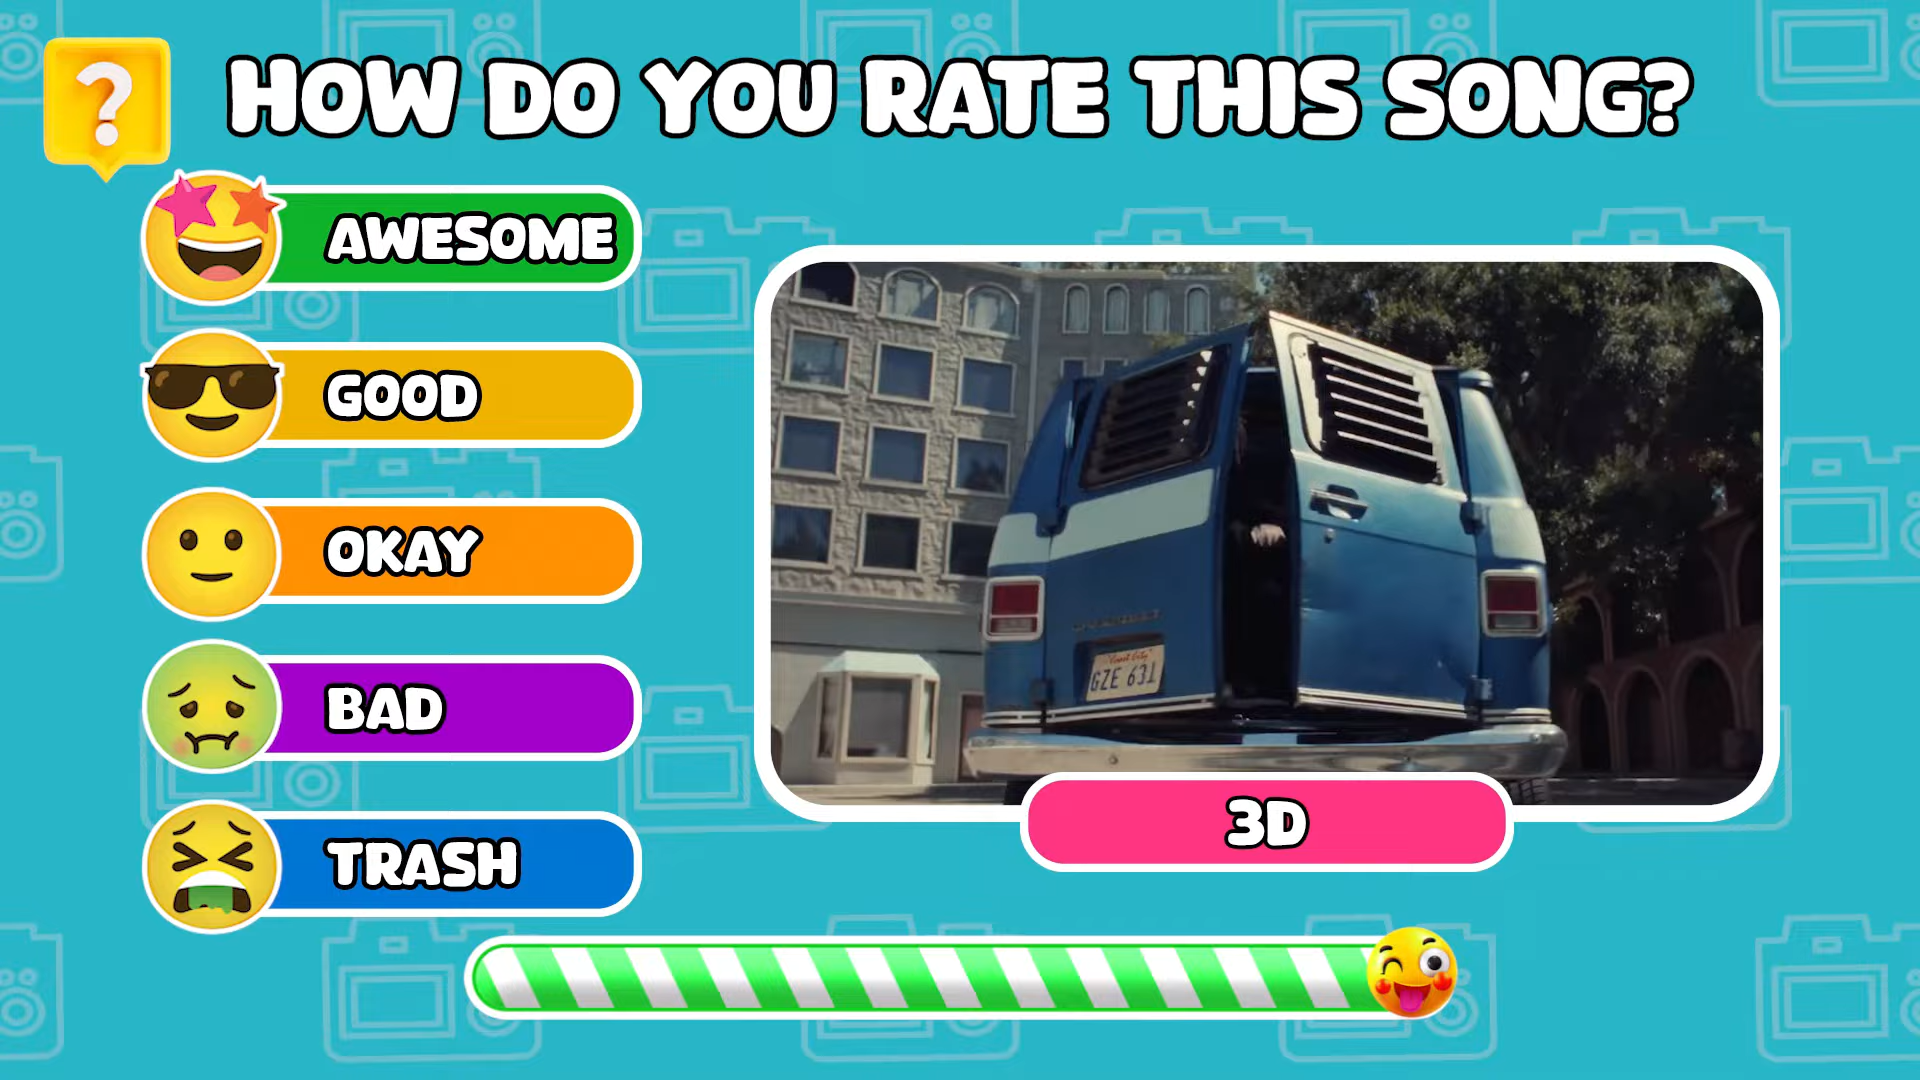 ?
HOW DO YOU RATE THIS SONG?
AWESOME
GOOD
OKAY
BAD
TRASH
GZE 631
3D